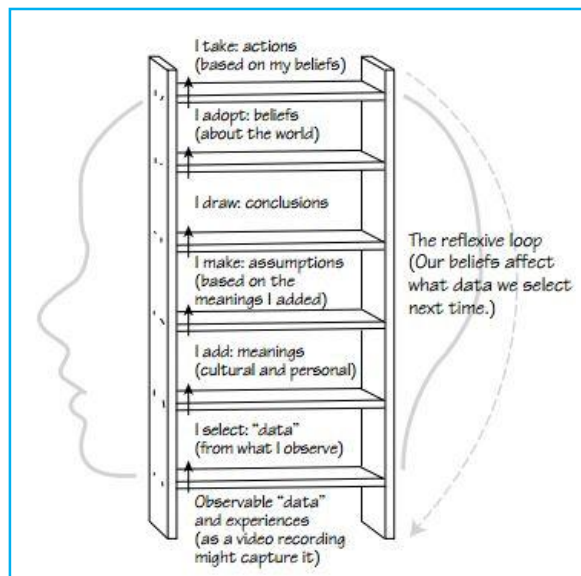 I take: actions
(based on my beliefs)
I adopt: beliefs
(about the world)
I draw: conclusions
I make: assumptions
(based on the
meanings I added)
I add: meanings
(cultural and personal)
I select: "data"
(from what I observe)
Observable "data"
and experiences
(as a video recording
might capture it)
The reflexive loop
(Our beliefs affect
what data we select
next time.)